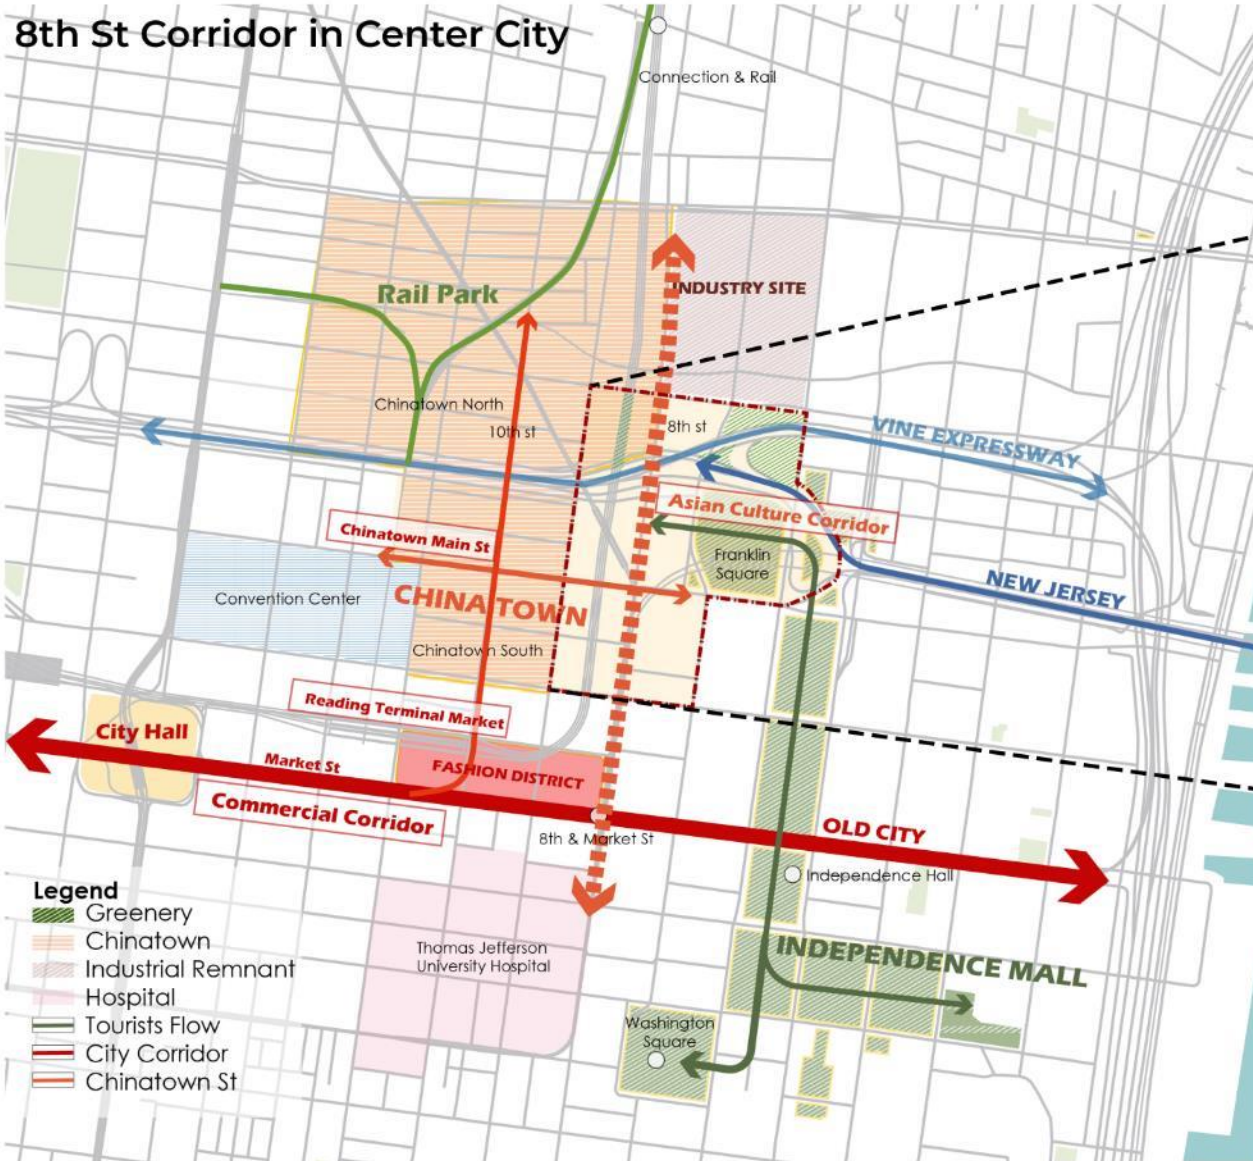 8th St Corridor in Center City
Connection & Rail
INDUSTRY SITE
Rail Park
Chinatown North
10th st
8th st
VINE EXPRESSWAY
Asian Culture Corridor
Chinatown Main St
Franklin
Square
NEW JERSEY
Convention Center
CHINATOWN
Chinatown South
Reading Terminal Market
City Hall
Market St
FASHION DISTRICT
Commercial Corridor
OLD CITY
8th & Market St
Independence Hall
Legend
Greenery
Chinatown
Industrial Remnant
Hospital
Tourists Flow
City Corridor
Chinatown St
Thomas Jefferson
University Hospital
INDEPENDENCE MALL
Washington
Square